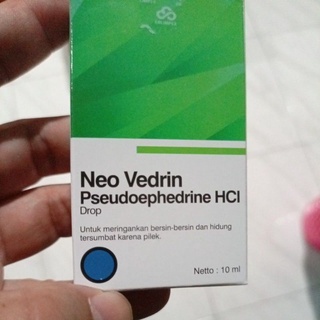 Neo Vedrin
Pseudoephedrine HCl
Drop
Untuk meringankan bersin-bersin dan hidung
tersumbat karena pilek.
Netto : 10 ml